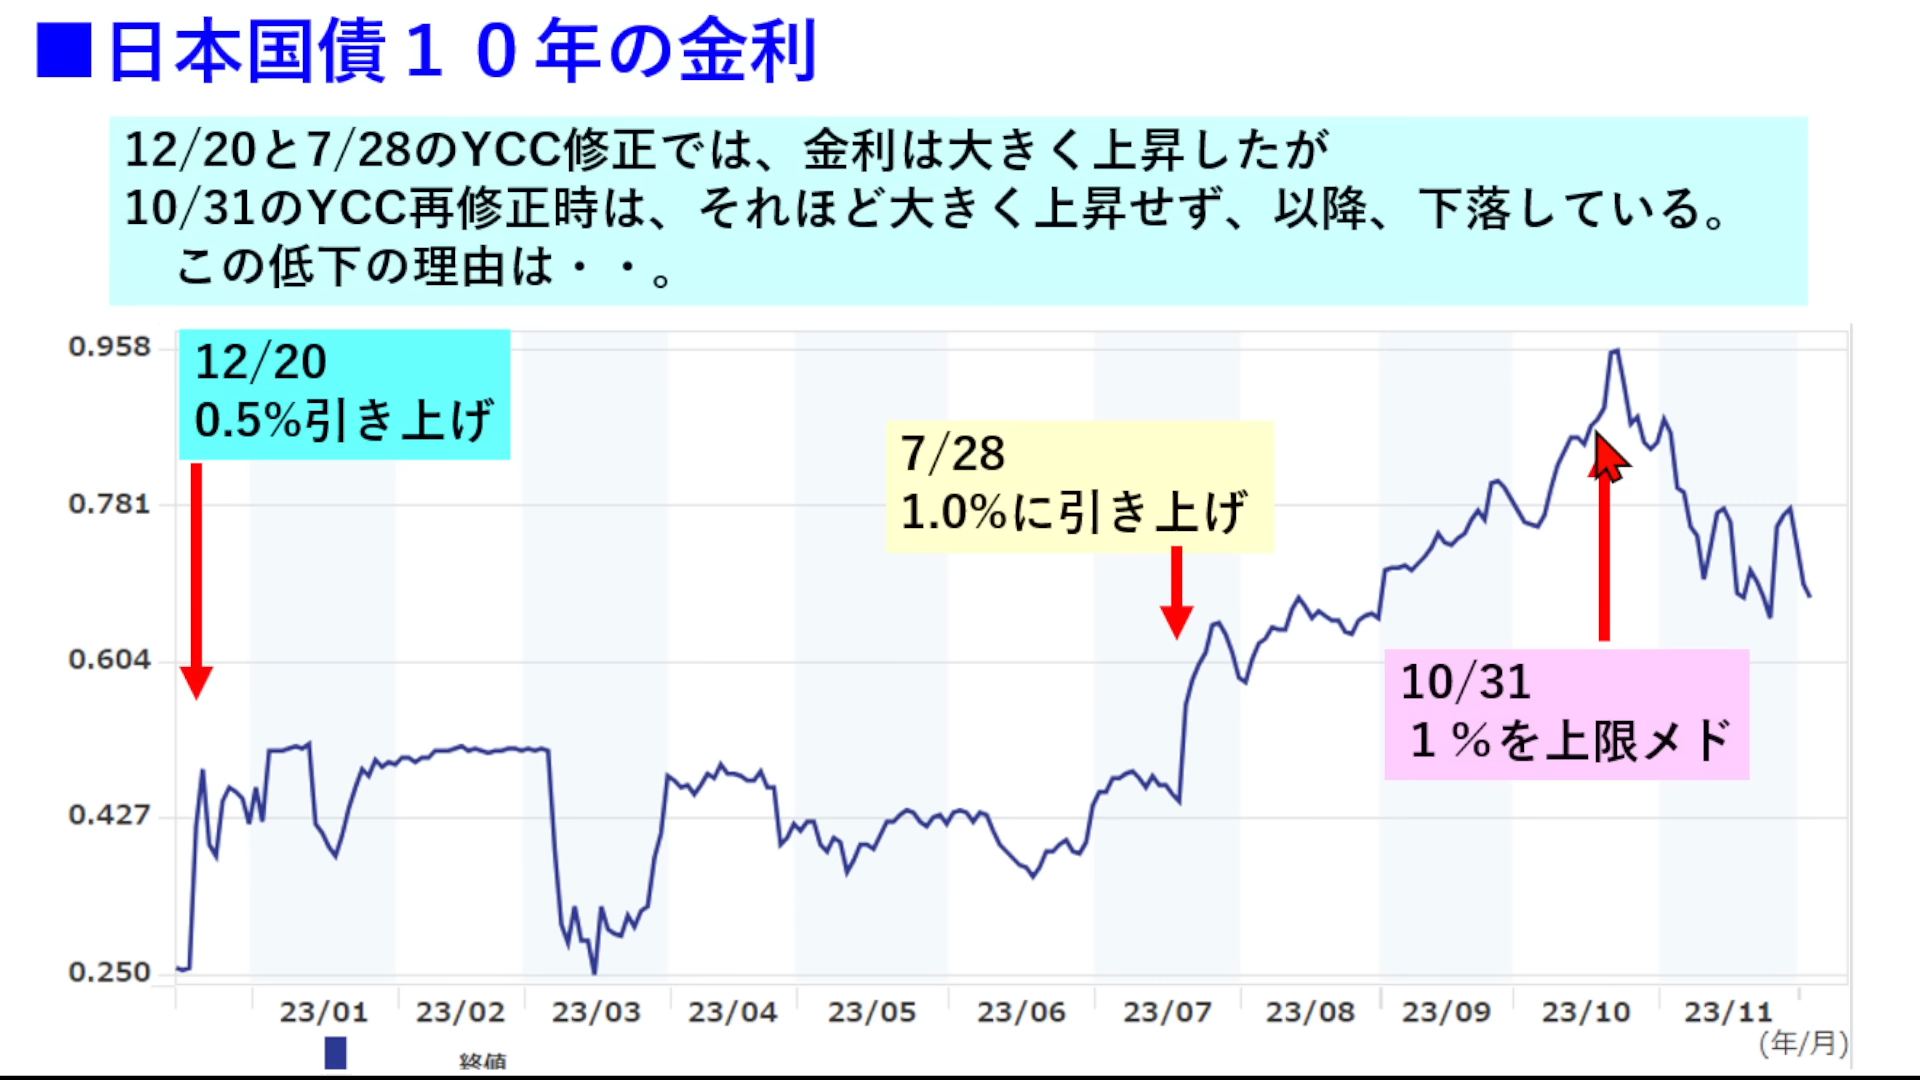 ■日本国債１０年の金利
12/20と7/28のYCC修正では、金利は大きく上昇したが
10/31のYCC再修正時は、それほど大きく上昇せず、以降、下落している。
この低下の理由は・・。
0.958
0.781
0.604
0.427
0.250
12/20
0.5%引き上げ
7/28
1.0%に引き上げ
10/31
１％を上限メド
23/01 23/02 23/03 23/04 23/05 23/06 23/07 23/08 23/09 23/10 23/11
(年/月)
終値